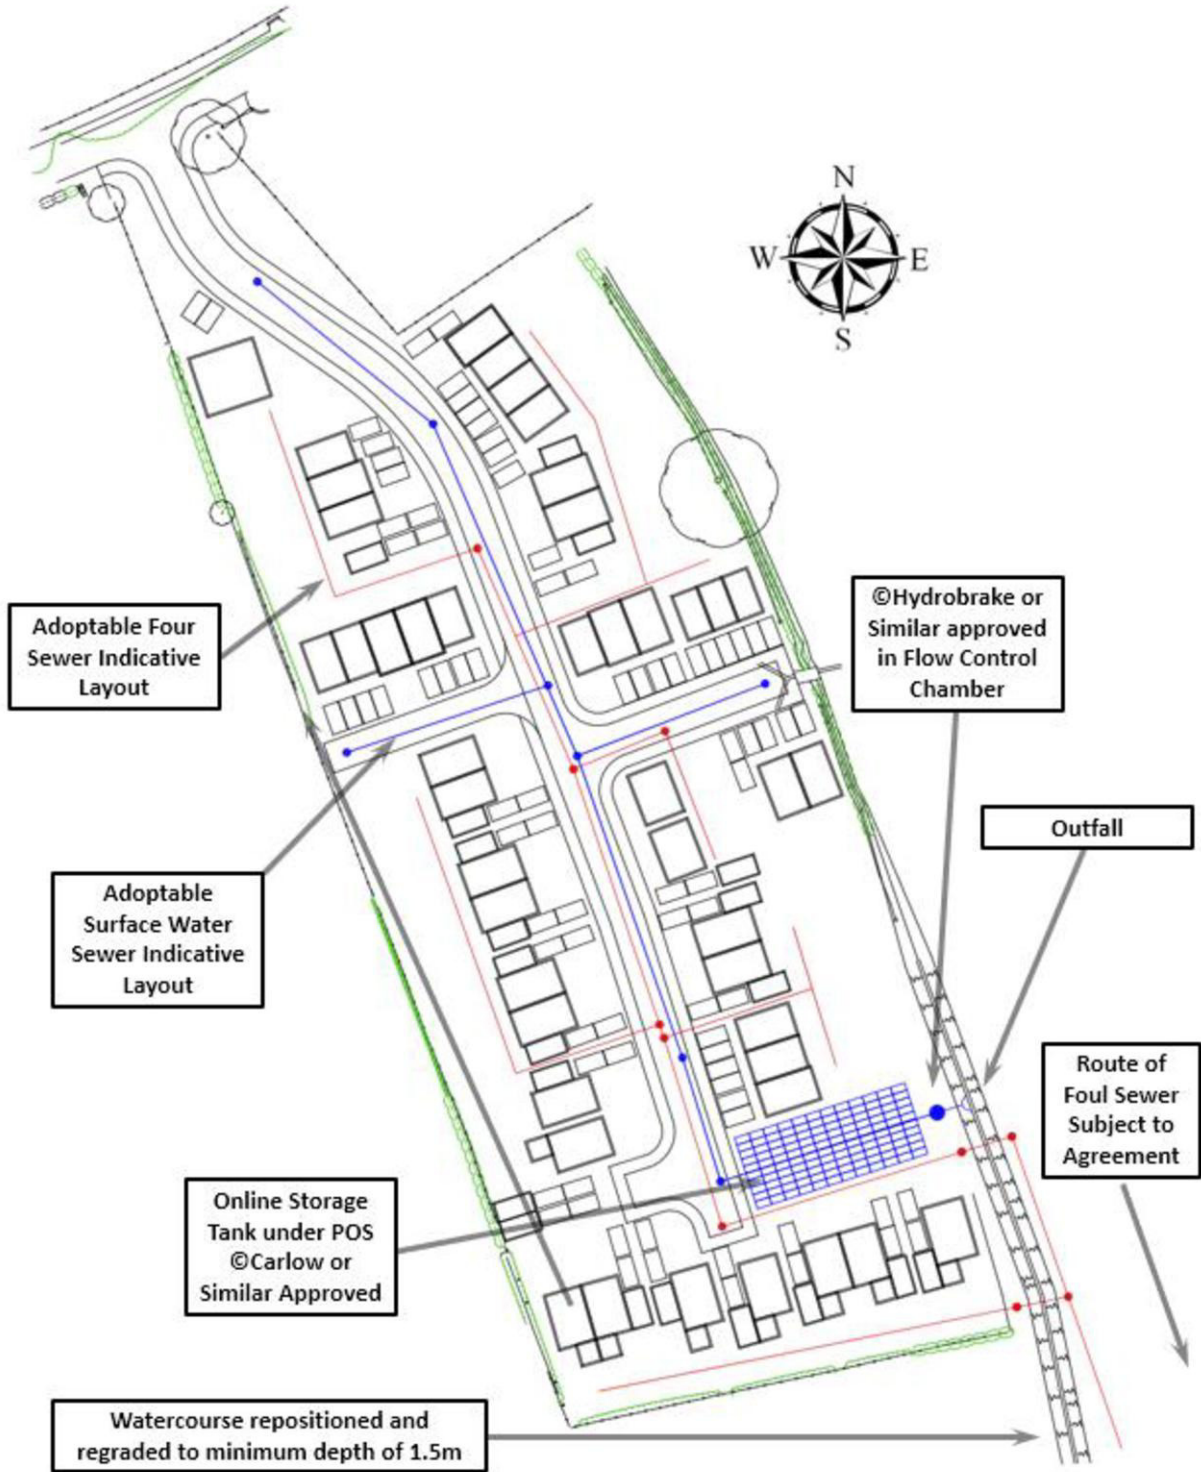 N
W E
S
©Hydrobrake or
Similar approved
in Flow Control
Chamber
Adoptable Four
Sewer Indicative
Layout
Outfall
Adoptable
Surface Water
Sewer Indicative
Layout
Route of
Foul Sewer
Subject to
Agreement
Online Storage
Tank under POS
©Carlow or
Similar Approved
Watercourse repositioned and
regraded to minimum depth of 1.5m